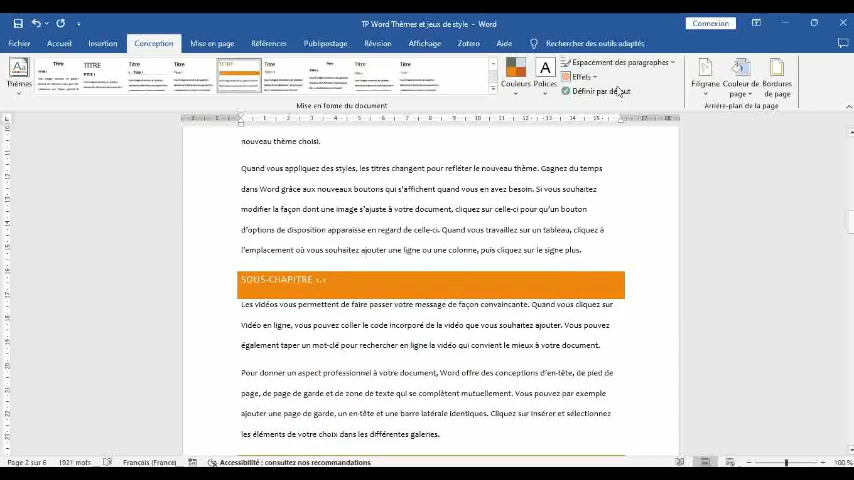 TP Word Thèmes et jeux de style - Word
Connexion
Fichier Accueil Insertion Conception Mise en page Références Publipostage Révision Affichage Zotero Aide Rechercher des outils adaptés
Titre Titre TITRE Titre Titre TITRE Titre Titre Titre Titre
Thèmes
Couleurs Polices
Espacement des paragraphes
Effets
Définir par défaut
Filigrane Couleur de page Bordures de page
Mise en forme du document
Arrière-plan de la page
nouveau thème choisi.
Quand vous appliquez des styles, les titres changent pour refléter le nouveau thème. Gagnez du temps
dans Word grâce aux nouveaux boutons qui s'affichent quand vous en avez besoin. Si vous souhaitez
modifier la façon dont une image s'ajuste à votre document, cliquez sur celle-ci pour qu'un bouton
d'options de disposition apparaisse en regard de celle-ci. Quand vous travaillez sur un tableau, cliquez à
l'emplacement où vous souhaitez ajouter une ligne ou une colonne, puis cliquez sur le signe plus.
SOUS-CHAPITRE 1.1
Les vidéos vous permettent de faire passer votre message de façon convaincante. Quand vous cliquez sur
Vidéo en ligne, vous pouvez coller le code incorporé de la vidéo que vous souhaitez ajouter. Vous pouvez
également taper un mot-clé pour rechercher en ligne la vidéo qui convient le mieux à votre document.
Pour donner un aspect professionnel à votre document, Word offre des conceptions d'en-tête, de pied de
page, de page de garde et de zone de texte qui se complètent mutuellement. Vous pouvez par exemple
ajouter une page de garde, un en-tête et une barre latérale identiques. Cliquez sur Insérer et sélectionnez
les éléments de votre choix dans les différentes galeries.
Page 2 sur 6 1921 mots Français (France) Accessibilité : consultez nos recommandations 100 %